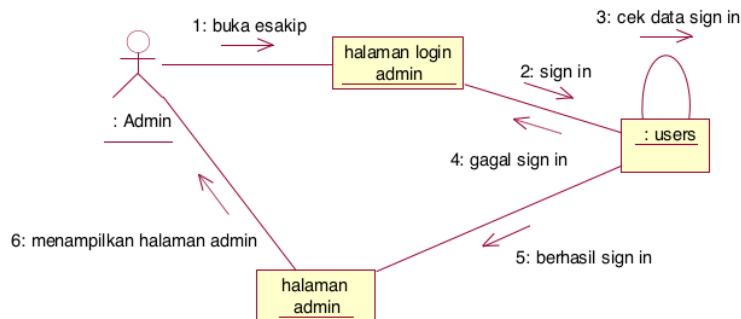 3: cek data sign in
1: buka esakip
halaman login
admin
2: sign in
: Admin
: users
4: gagal sign in
6: menampilkan halaman admin
5: berhasil sign in
halaman
admin